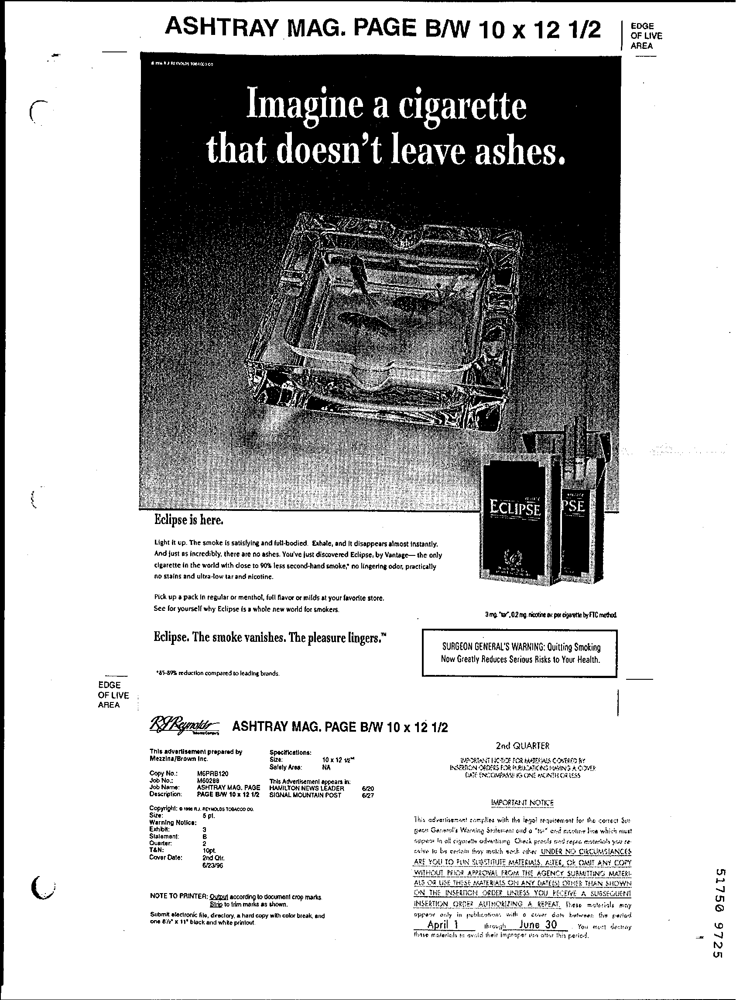 ASHTRAY MAG. PAGE B/W 10 x 12 1/2
EDGE
OF LIVE
AREA
Imagine a cigarette
that doesn't leave ashes.
ECLIPSE
PSE
Eclipse is here.
Light it up. The smoke is satisfying and full-bodied. Exhale, and it disappears almost instantly.
And just as incredibly, there are no ashes. You've just discovered Eclipse, by Vantage— the only
cigarette in the world with close to 90% less second-hand smoke,* no lingering odor, practically
no stains and ultra-low tar and nicotine.
Pick up a pack in regular or menthol, full flavor or milds at your favorite store.
See for yourself why Eclipse is a whole new world for smokers.
3 mg. "tar", 0.2 mg. nicotine av. per cigarette by FTC method.
Eclipse. The smoke vanishes. The pleasure lingers.™
SURGEON GENERAL'S WARNING: Quitting Smoking
Now Greatly Reduces Serious Risks to Your Health.
*85-89% reduction compared to leading brands.
EDGE
OF LIVE
AREA
RJReynolds
ASHTRAY MAG. PAGE B/W 10 x 12 1/2
This advertisement prepared by
Mezzina/Brown Inc.
Copy No.: M6PRB120
Job No.: M60288
Job Name: ASHTRAY MAG. PAGE
Description: PAGE B/W 10 x 12 1/2
Copyright: © 1996 R.J. REYNOLDS TOBACCO CO.
Size: 5 pt.
Warning Notice:
Exhibit: 3
Statement: B
Quarter: 2
T&N: 10pt.
Cover Date: 2nd Qtr.
6/23/96
Specifications:
Size: 10 x 12 1/2"
Safety Area: NA
This Advertisement appears in:
HAMILTON NEWS LEADER 6/20
SIGNAL MOUNTAIN POST 6/27
NOTE TO PRINTER: Output according to document crop marks
Strip to trim marks as shown.
Submit electronic file, directory, a hard copy with color break, and
one 8½" x 11" black and white printout
2nd QUARTER
IMPORTANT NOTICE FOR MATERIALS COVERED BY
INSERTION ORDERS FOR PUBLICATIONS HAVING A COVER
DATE ENCOMPASSING ONE MONTH OR LESS
IMPORTANT NOTICE
This advertisement complies with the legal requirement for the correct Sur-
geon General's Warning Statement and a "tar" and nicotine line which must
appear in all cigarette advertising. Check proofs and repro materials you re-
ceive to be certain they match each other. UNDER NO CIRCUMSTANCES
ARE YOU TO RUN SUBSTITUTE MATERIALS, ALTER, OR OMIT ANY COPY
WITHOUT PRIOR APPROVAL FROM THE AGENCY SUBMITTING MATERI-
ALS OR USE THESE MATERIALS ON ANY DATE(S) OTHER THAN SHOWN
ON THE INSERTION ORDER UNLESS YOU RECEIVE A SUBSEQUENT
INSERTION ORDER AUTHORIZING A REPEAT. These materials may
appear only in publications with a cover date between the period
April 1 through June 30. You must destroy
these materials to avoid their improper use after this period.
51750 9725